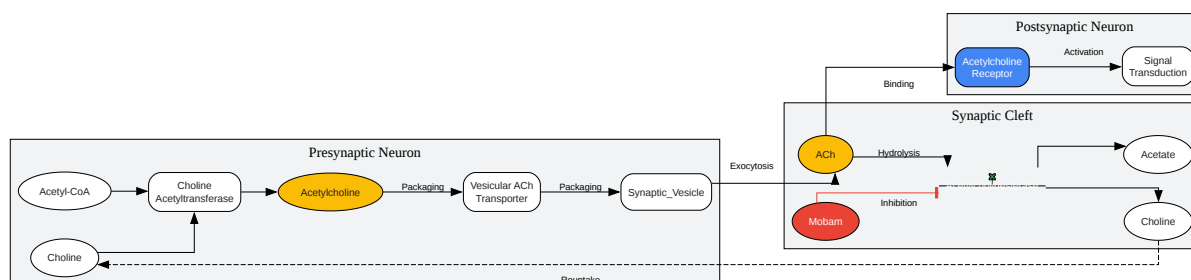 Postsynaptic Neuron
Acetylcholine
Receptor
Activation
Signal
Transduction
Binding
Synaptic Cleft
ACh
Hydrolysis
Acetate
Mobam
Inhibition
Choline
Exocytosis
Presynaptic Neuron
Acetyl-CoA
Choline
Acetyltransferase
Acetylcholine
Packaging
Vesicular ACh
Transporter
Packaging
Synaptic_Vesicle
Choline